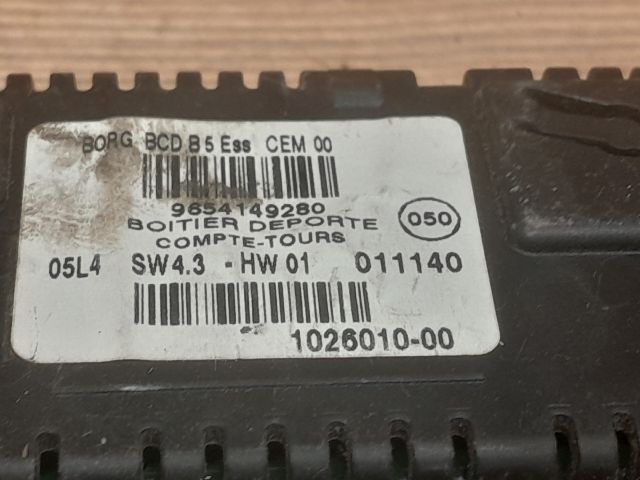 BORG BCD B5 Ess CEM 00
9654149280
BOITIER DEPORTE
COMPTE-TOURS
050
05L4 SW4.3 - HW 01 011140
1026010-00